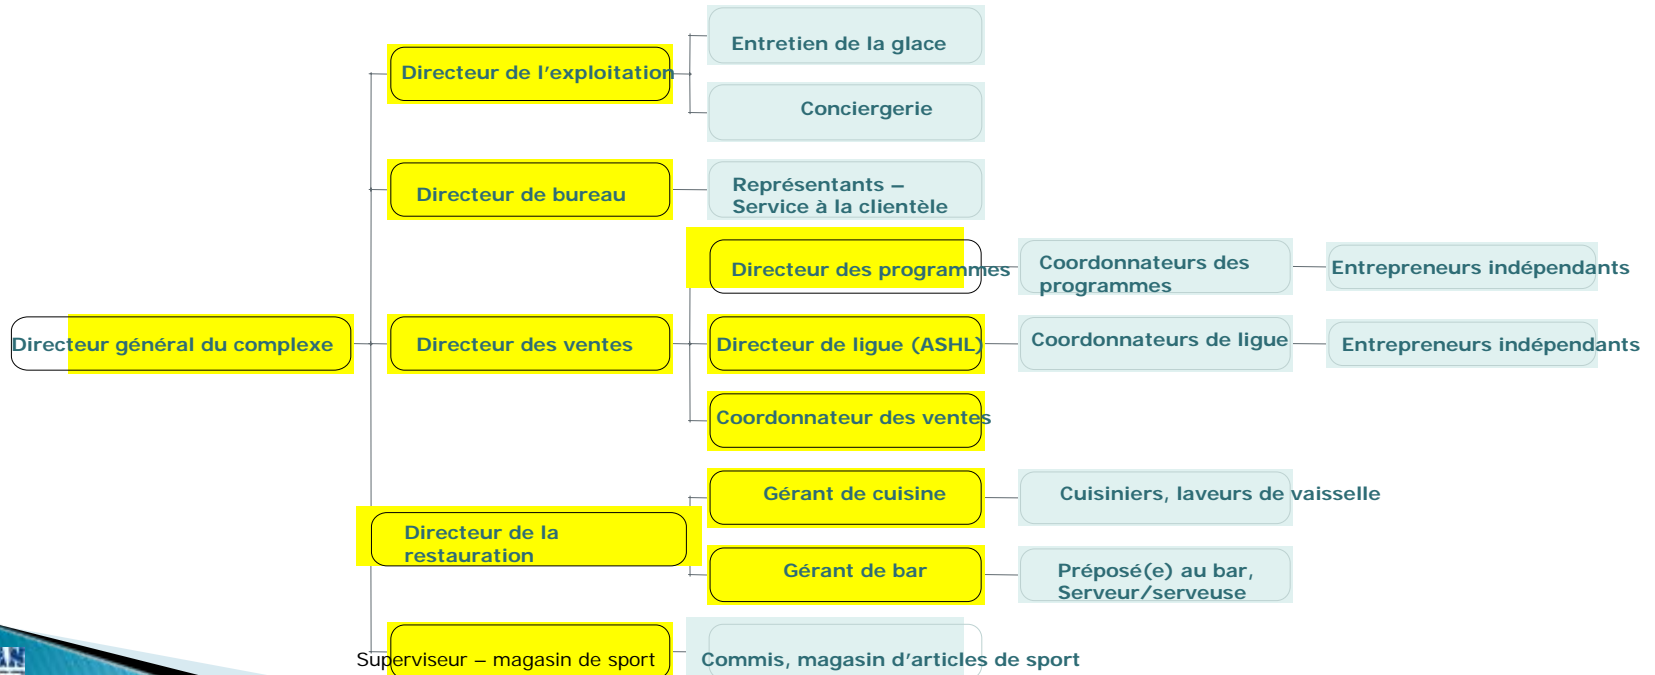 Entretien de la glace
Directeur de l’exploitation
Conciergerie
Directeur de bureau
Représentants –
Service à la clientèle
Directeur des programmes
Coordonnateurs des
programmes
Entrepreneurs indépendants
Directeur général du complexe
Directeur des ventes
Directeur de ligue (ASHL)
Coordonnateurs de ligue
Entrepreneurs indépendants
Coordonnateur des ventes
Gérant de cuisine
Cuisiniers, laveurs de vaisselle
Directeur de la
restauration
Gérant de bar
Préposé(e) au bar,
Serveur/serveuse
Superviseur – magasin de sport
Commis, magasin d’articles de sport